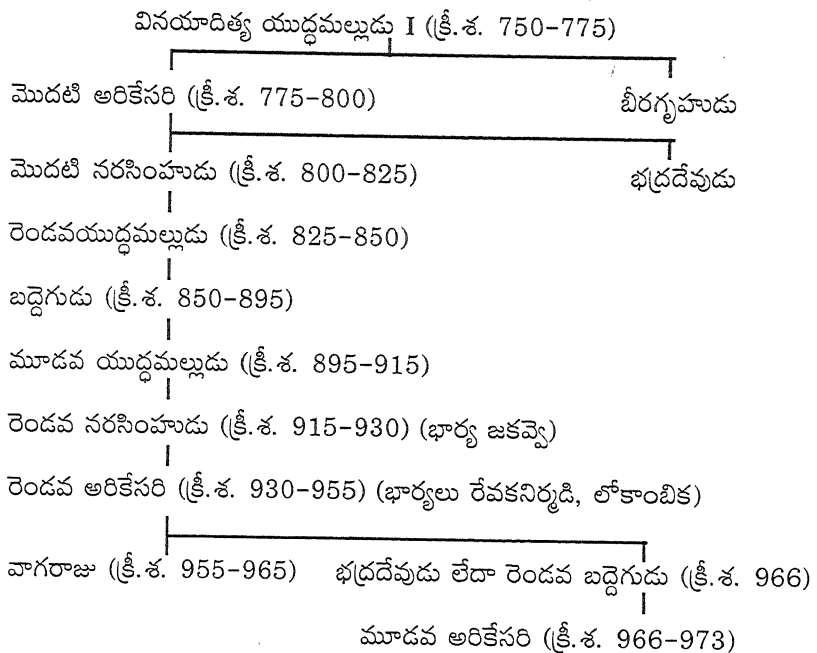 వినయాదిత్య యుద్ధమల్లుడు I (క్రీ.శ. 750-775)
మొదటి అరికేసరి (క్రీ.శ. 775-800) బీరగృహుడు
మొదటి నరసింహుడు (క్రీ.శ. 800-825) భద్రదేవుడు
రెండవయుద్ధమల్లుడు (క్రీ.శ. 825-850)
బద్దెగుడు (క్రీ.శ. 850-895)
మూడవ యుద్ధమల్లుడు (క్రీ.శ. 895-915)
రెండవ నరసింహుడు (క్రీ.శ. 915-930) (భార్య జకవ్వె)
రెండవ అరికేసరి (క్రీ.శ. 930-955) (భార్యలు రేవకనిర్మడి, లోకాంబిక)
వాగరాజు (క్రీ.శ. 955-965) భద్రదేవుడు లేదా రెండవ బద్దెగుడు (క్రీ.శ. 966)
మూడవ అరికేసరి (క్రీ.శ. 966-973)